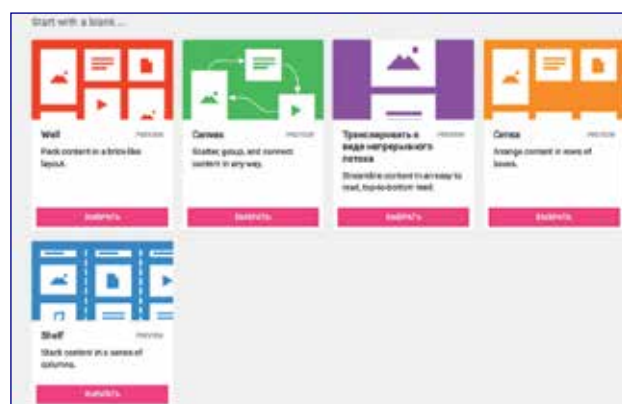 Start with a blank ...
Wall PREVIEW
Pack content in a brick-like
layout.
ВЫБРАТЬ
Canvas PREVIEW
Scatter, group, and connect
content in any way.
ВЫБРАТЬ
Транслировать в PREVIEW
виде непрерывного
потока
Streamline content in an easy to
read, top-to-bottom feed.
ВЫБРАТЬ
Сетка PREVIEW
Arrange content in rows of
boxes.
ВЫБРАТЬ
Shelf PREVIEW
Stack content in a series of
columns.
ВЫБРАТЬ